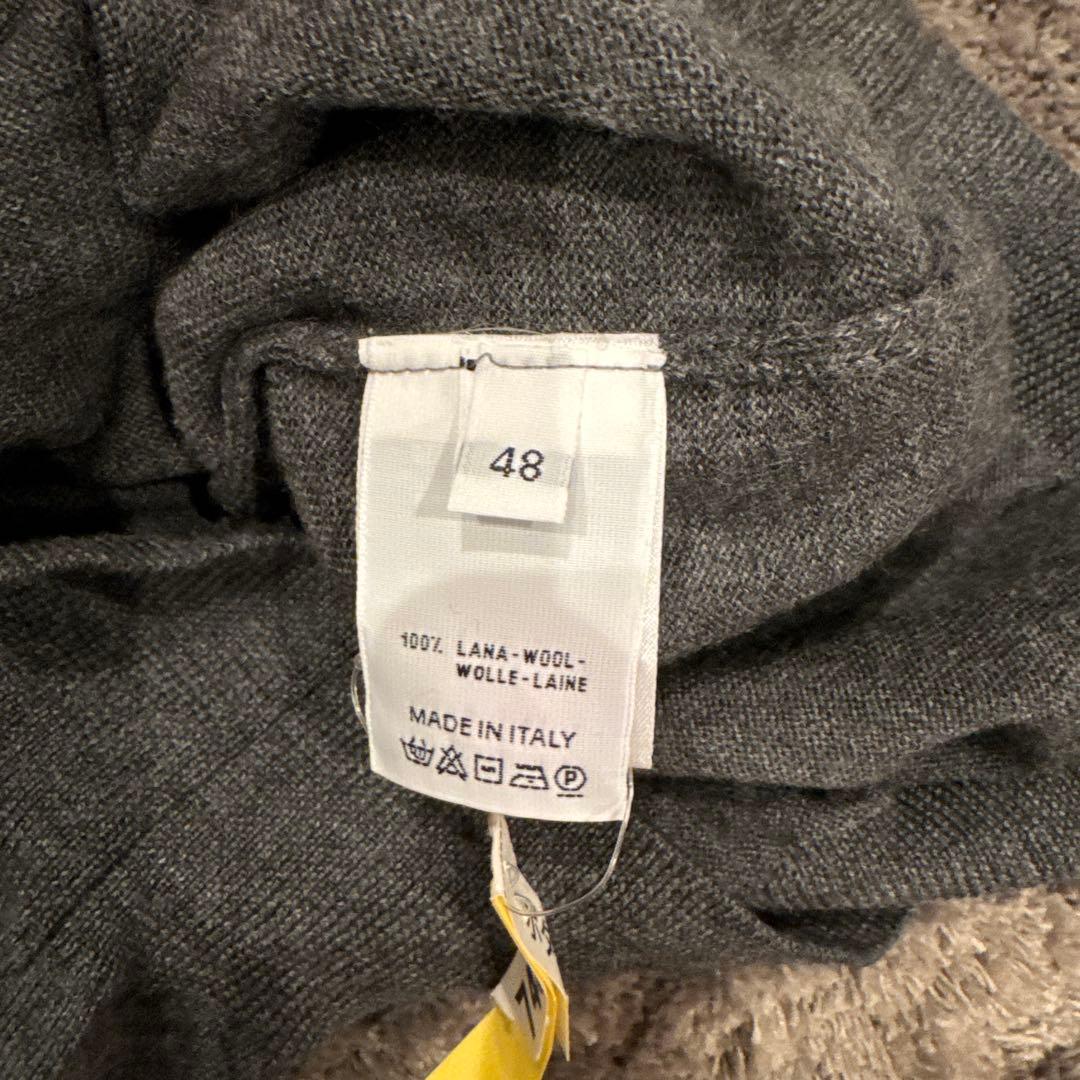 48
100% LANA-WOOL-
WOLLE-LAINE
MADE IN ITALY
P